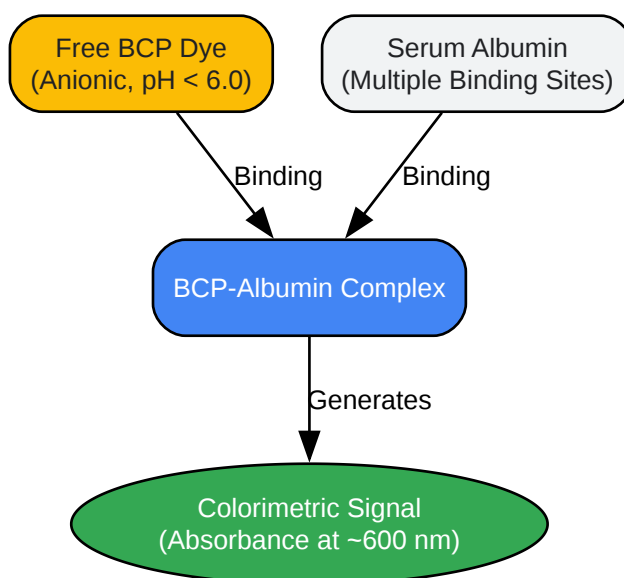 Free BCP Dye
(Anionic, pH < 6.0)
Serum Albumin
(Multiple Binding Sites)
Binding
Binding
BCP-Albumin Complex
Generates
Colorimetric Signal
(Absorbance at ~600 nm)